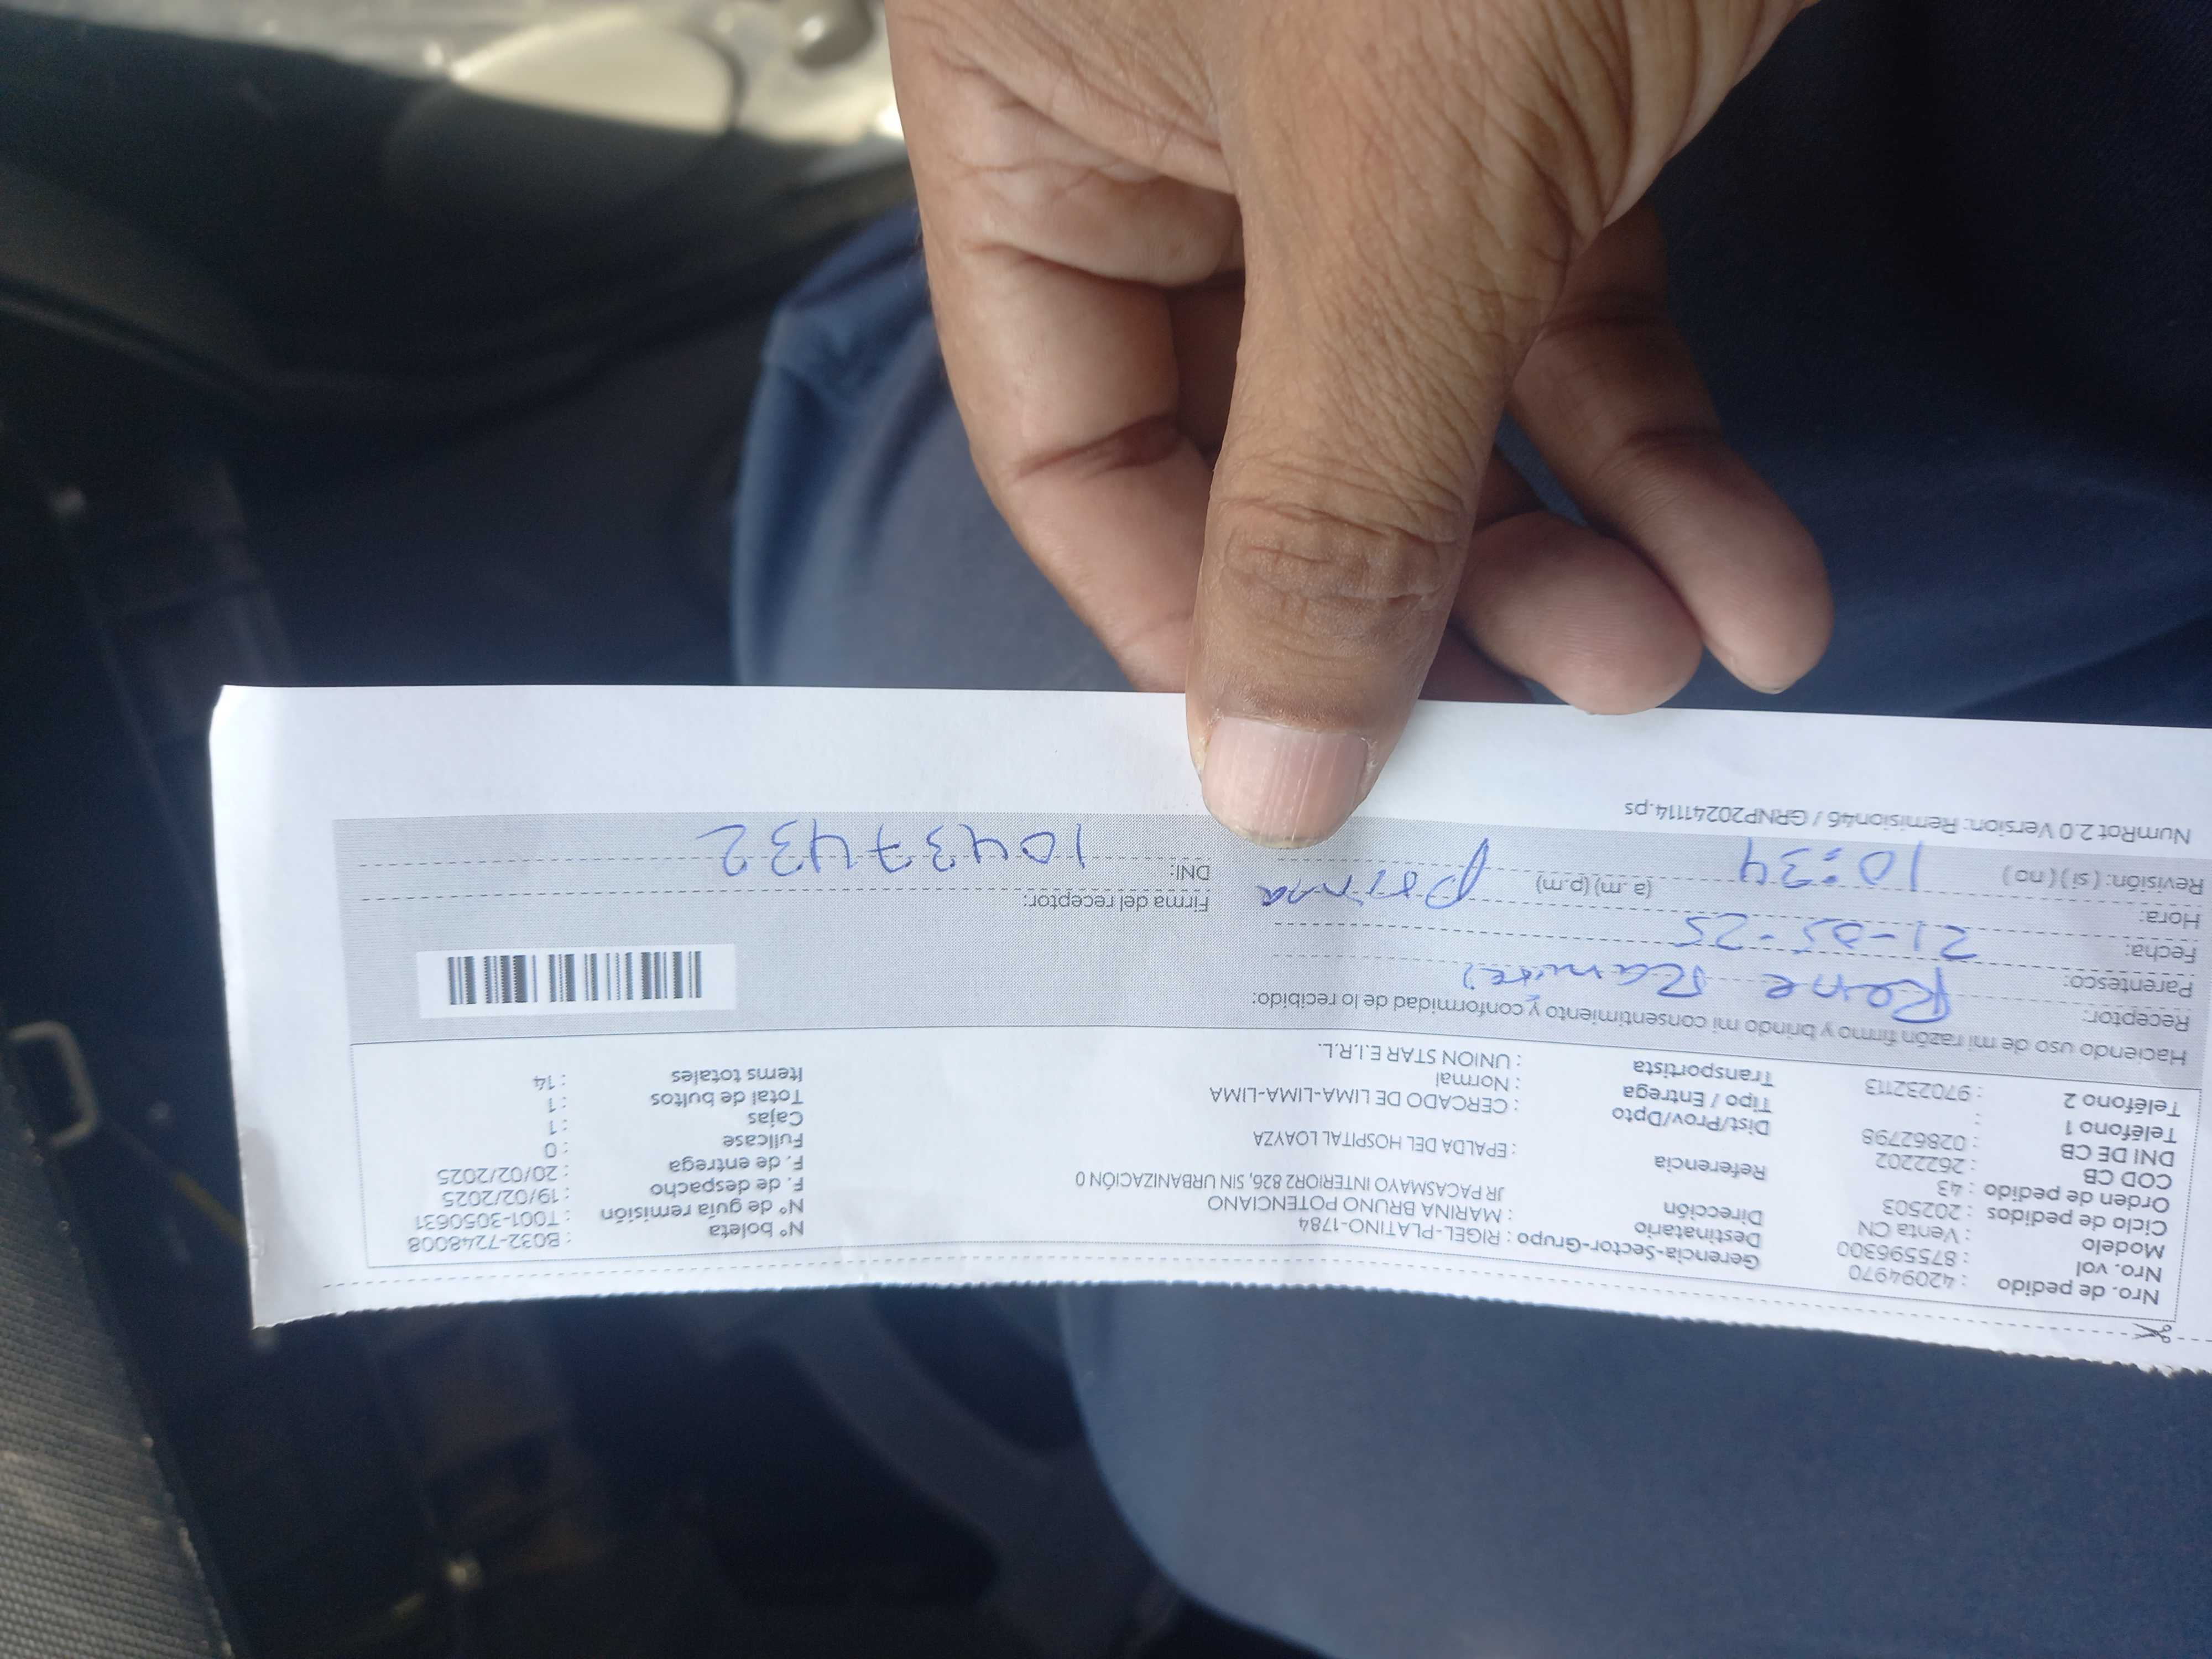 Nro. de pedido : 42094970
Nro. vol : 875596300
Modelo : Venta CN
Ciclo de pedidos : 202503
Orden de pedido : 43
COD CB : 2622202
DNI DE CB : 02862798
Teléfono 1 :
Teléfono 2 : 970232113
Gerencia-Sector-Grupo : RIGEL-PLATINO-1784
Destinatario : MARINA BRUNO POTENCIANO
Dirección JR PACASMAYO INTERIOR2 826, SIN URBANIZACIÓN 0
Referencia : EPALDA DEL HOSPITAL LOAYZA
Dist/Prov/Dpto : CERCADO DE LIMA-LIMA-LIMA
Tipo / Entrega : Normal
Transportista : UNION STAR E.I.R.L.
N° boleta : B032-7248008
N° de guía remisión : T001-3050631
F. de despacho : 19/02/2025
F. de entrega : 20/02/2025
Fullcase : 0
Cajas : 1
Total de bultos : 1
Items totales : 14
Haciendo uso de mi razón firmo y brindo mi consentimiento y conformidad de lo recibido:
Receptor: Rene Ramirez
Parentesco:
Fecha: 21-05-25
Hora: 10:34 (a.m) (p.m)
Revisión: ( si ) ( no )
Firma del receptor:
DNI: 10437432
NumRot 2.0 Version: Remision46 / GRNP20241114.ps